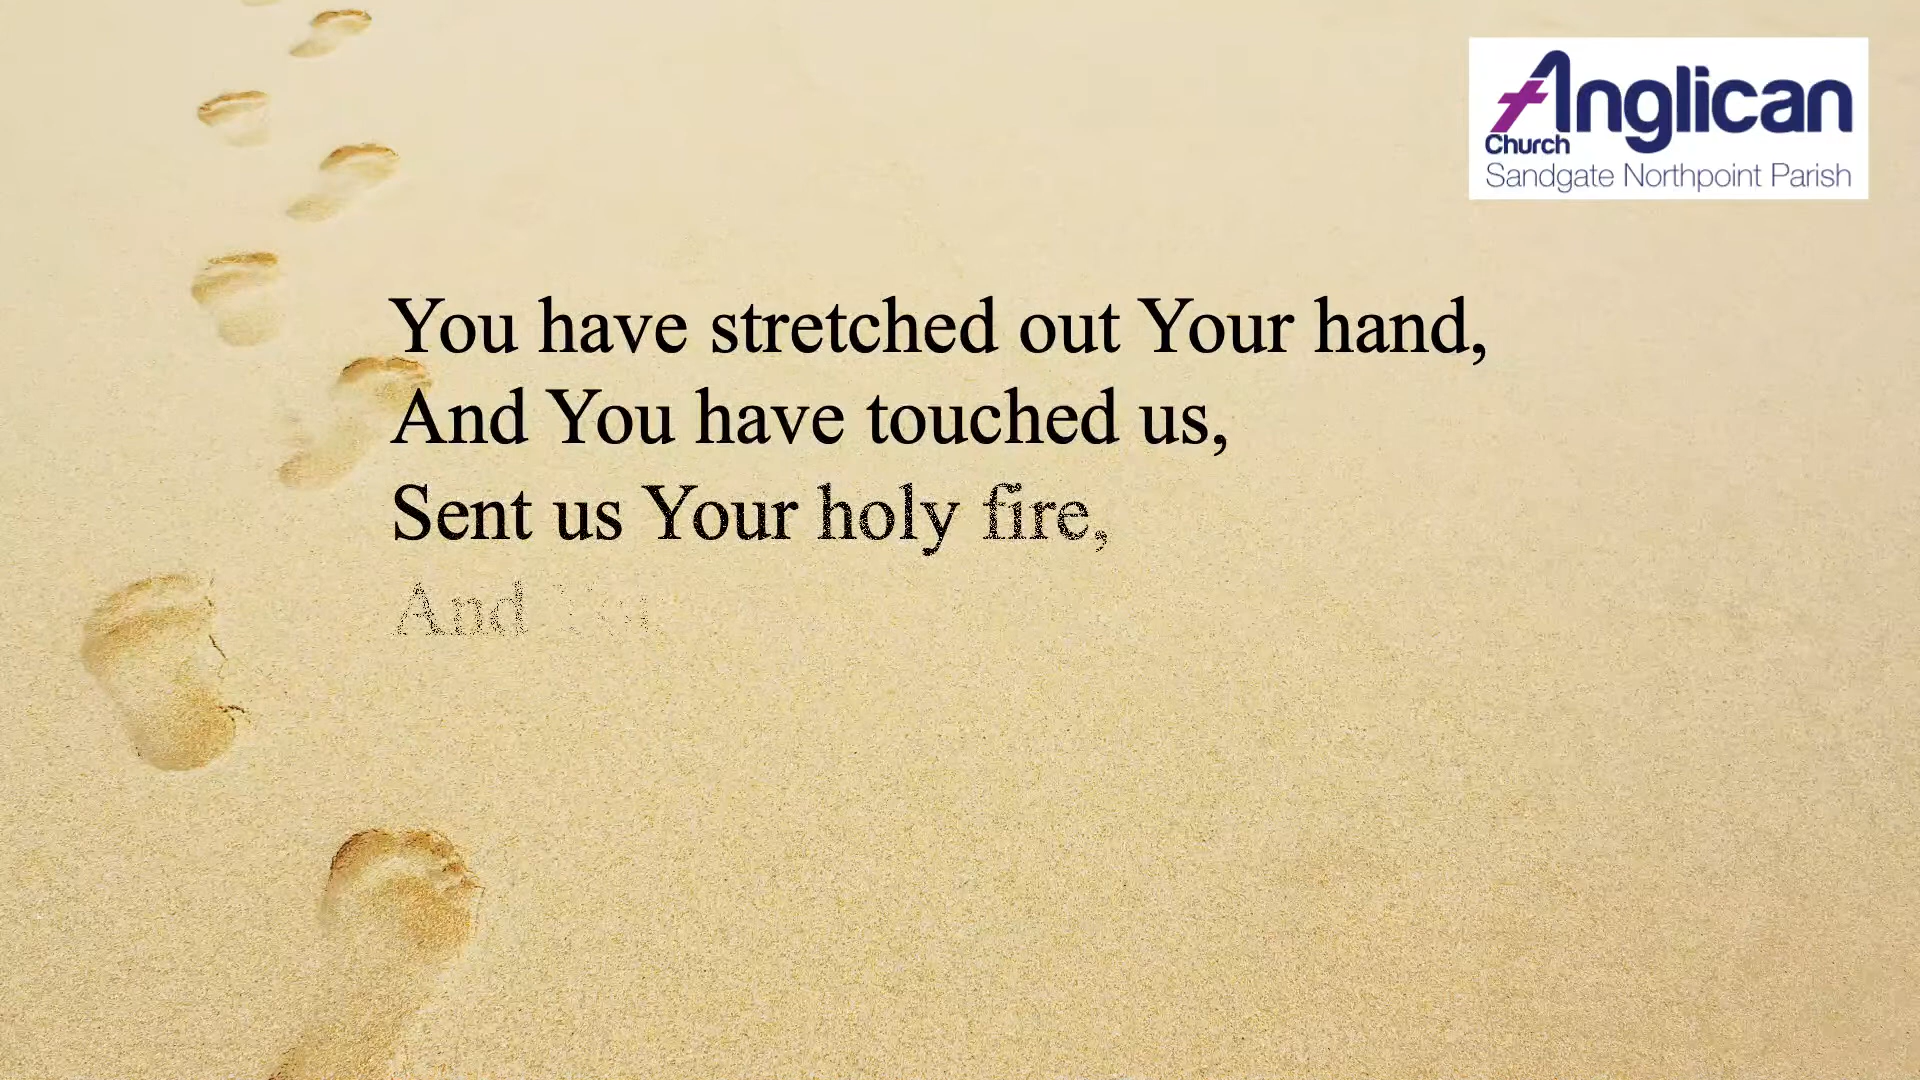 Anglican
Church
Sandgate Northpoint Parish
You have stretched out Your hand,
And You have touched us,
Sent us Your holy fire,
And